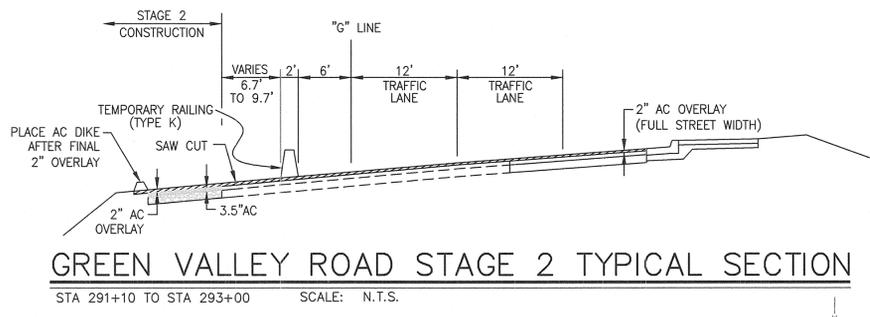 STAGE 2
CONSTRUCTION
"G" LINE
VARIES
6.7'
TO 9.7'
2'
6'
12'
TRAFFIC
LANE
12'
TRAFFIC
LANE
TEMPORARY RAILING
(TYPE K)
2" AC OVERLAY
(FULL STREET WIDTH)
PLACE AC DIKE
AFTER FINAL
2" OVERLAY
SAW CUT
2" AC
OVERLAY
3.5"AC
GREEN VALLEY ROAD STAGE 2 TYPICAL SECTION
STA 291+10 TO STA 293+00
SCALE: N.T.S.